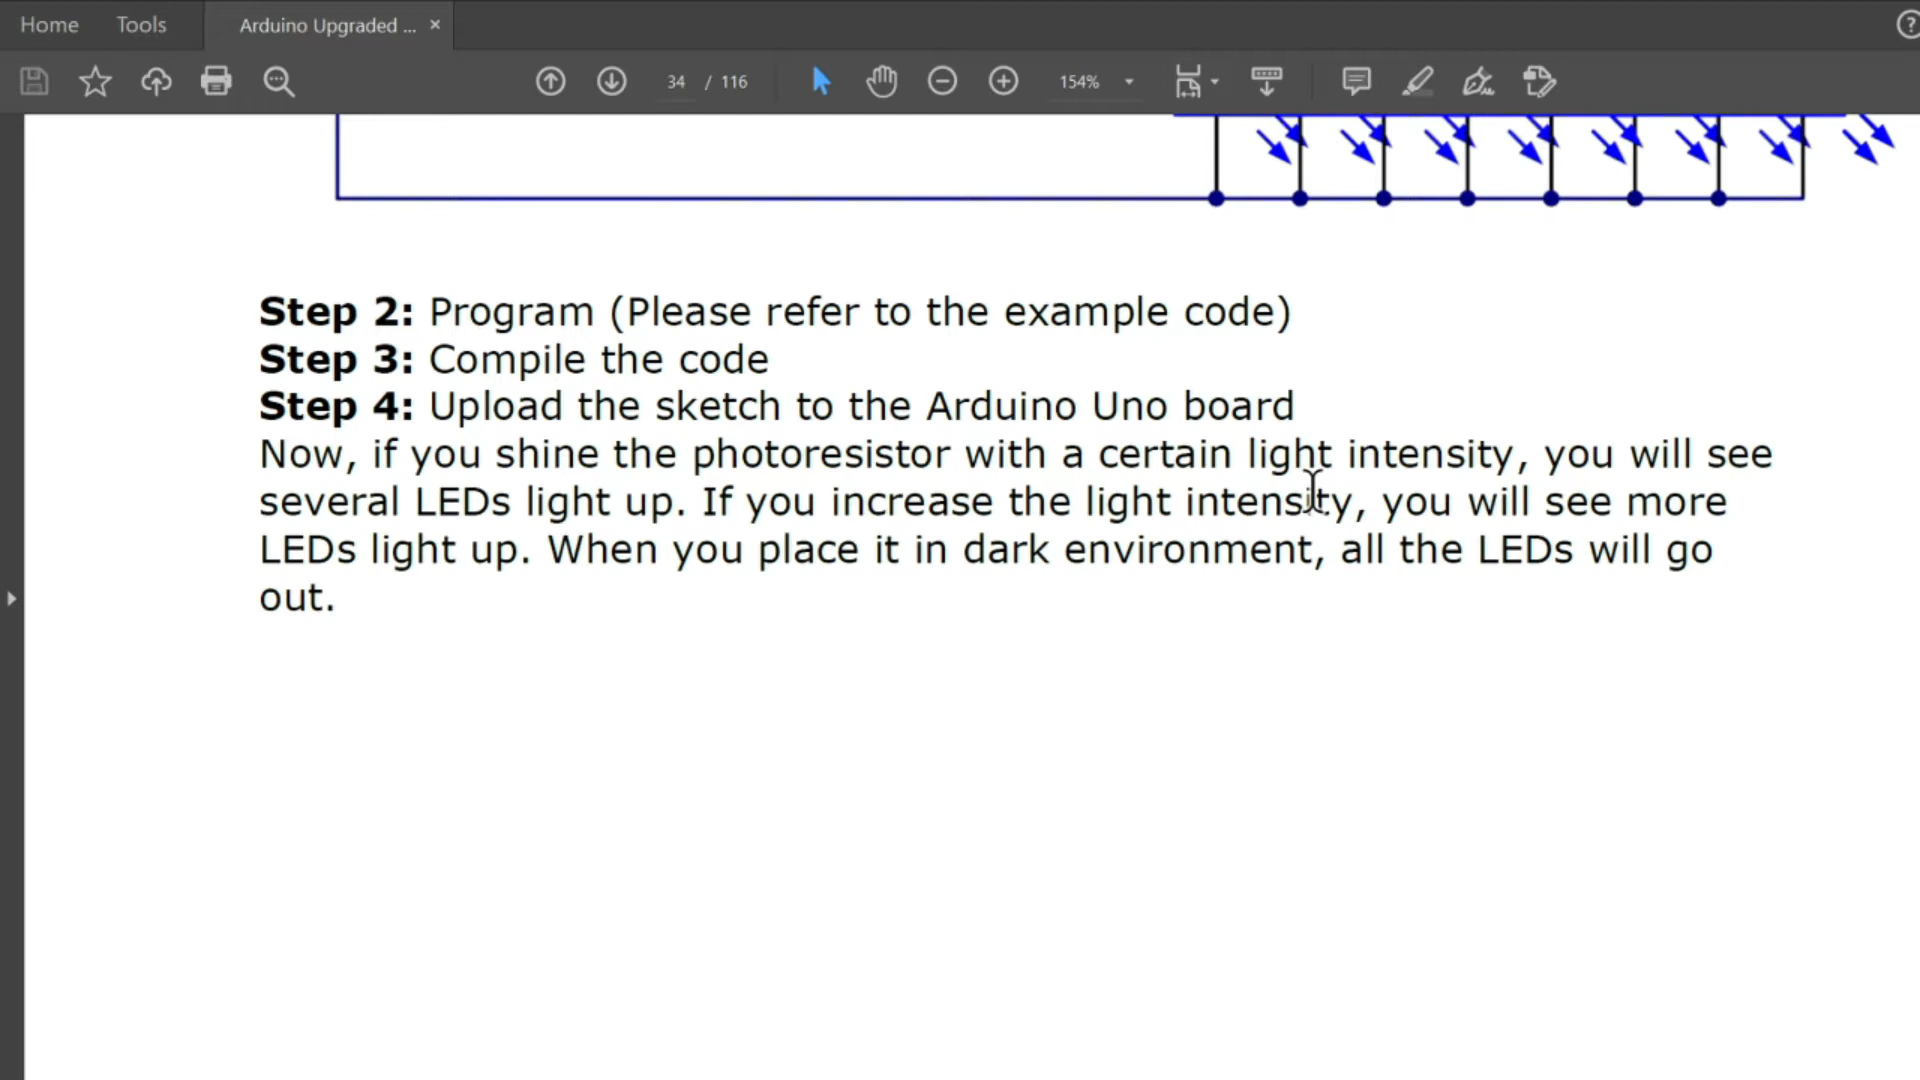 Home Tools Arduino Upgraded ...
34 / 116 154%
Step 2: Program (Please refer to the example code)
Step 3: Compile the code
Step 4: Upload the sketch to the Arduino Uno board
Now, if you shine the photoresistor with a certain light intensity, you will see
several LEDs light up. If you increase the light intensity, you will see more
LEDs light up. When you place it in dark environment, all the LEDs will go
out.